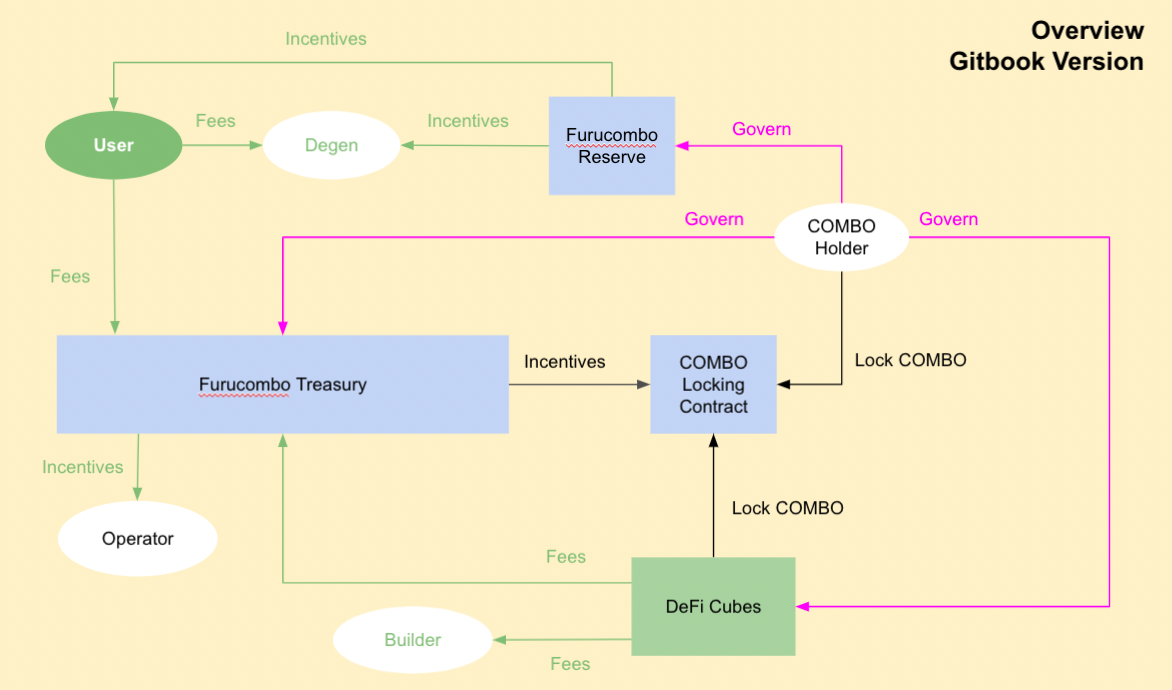 Overview
Gitbook Version
Incentives
User
Fees
Degen
Incentives
Furucombo
Reserve
Govern
Govern
COMBO
Holder
Govern
Fees
Furucombo Treasury
Incentives
COMBO
Locking
Contract
Lock COMBO
Incentives
Operator
Lock COMBO
Fees
DeFi Cubes
Builder
Fees